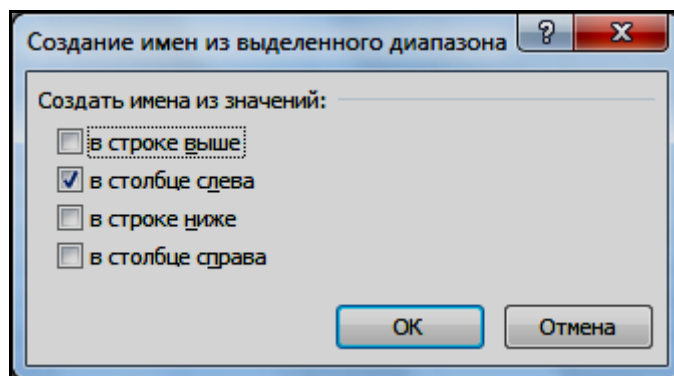 Создание имен из выделенного диапазона
Создать имена из значений:
в строке выше
в столбце слева
в строке ниже
в столбце справа
ОК Отмена